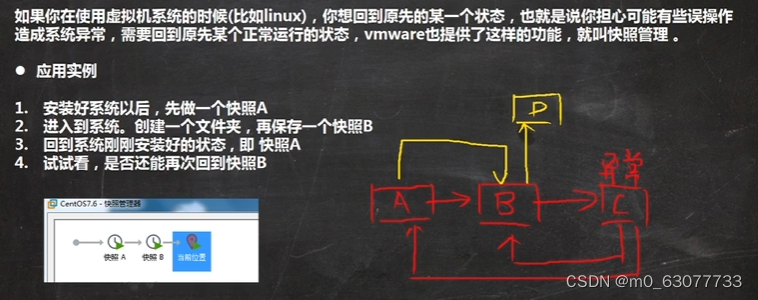 如果你在使用虚拟机系统的时候(比如linux)，你想回到原先的某一个状态，也就是说你担心可能有些误操作
造成系统异常，需要回到原先某个正常运行的状态，vmware也提供了这样的功能，就叫快照管理 。
● 应用实例
1. 安装好系统以后，先做一个快照A
2. 进入到系统。创建一个文件夹，再保存一个快照B
3. 回到系统刚刚安装好的状态，即 快照A
4. 试试看，是否还能再次回到快照B
D
异常
A B C
CentOS7.6 - 快照管理器
快照 A 快照 B 当前位置
CSDN @m0_63077733